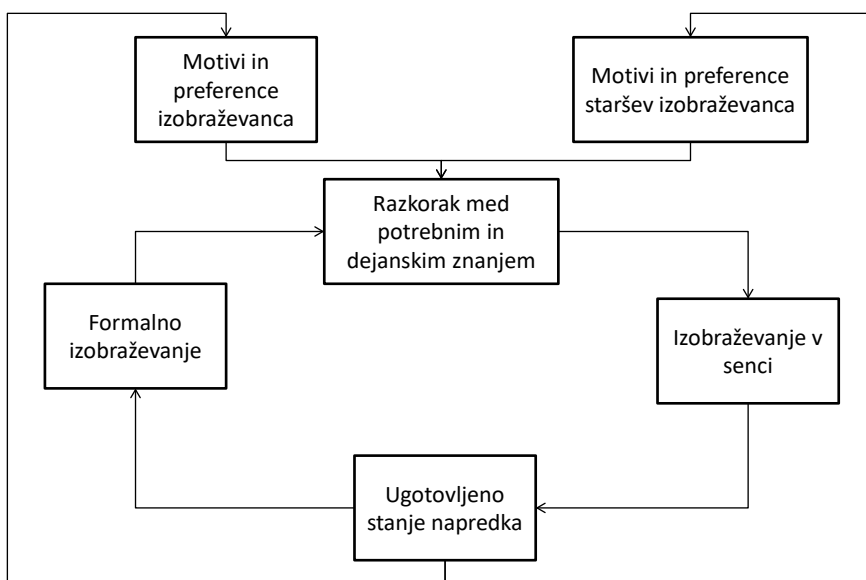 Motivi in
preference
izobraževanca
Motivi in preference
staršev izobraževanca
Razkorak med
potrebnim in
dejanskim znanjem
Formalno
izobraževanje
Izobraževanje v
senci
Ugotovljeno
stanje napredka